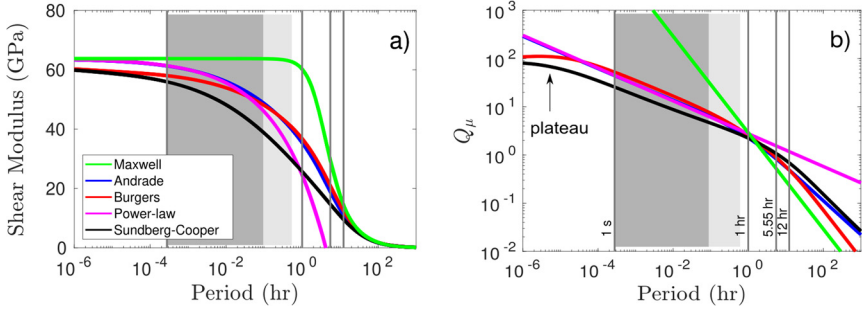 a)
Shear Modulus (GPa)
80
60
40
20
0
Maxwell
Andrade
Burgers
Power-law
Sundberg-Cooper
10^-6 10^-4 10^-2 10^0 10^2
Period (hr)
b)
Q_μ
10^3
10^2
10^1
10^0
10^-1
10^-2
plateau
1 s
1 hr
5.55 hr
12 hr
10^-6 10^-4 10^-2 10^0 10^2
Period (hr)